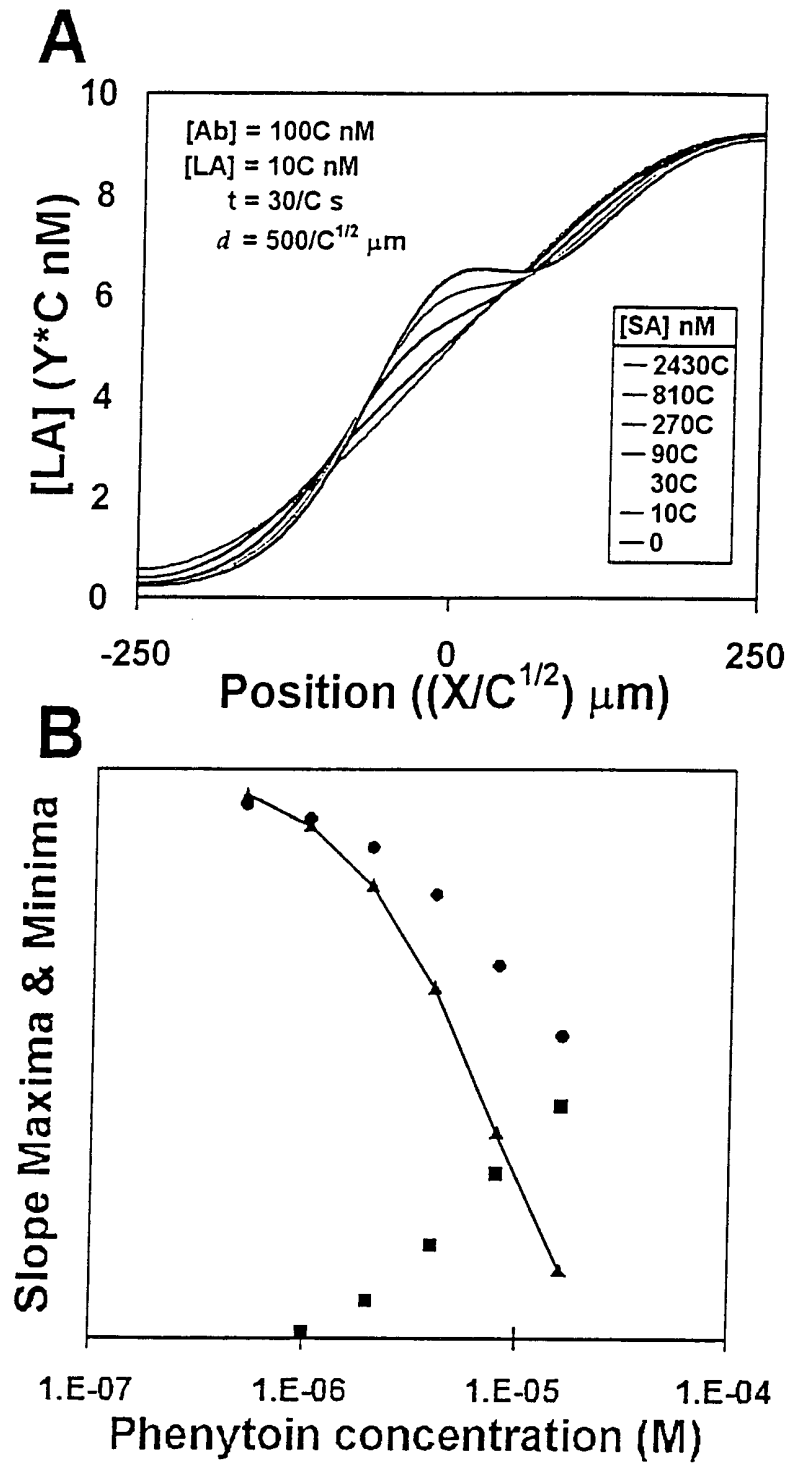 A
10
8
6
4
2
0
[LA] (Y*C nM)
[Ab] = 100C nM
[LA] = 10C nM
t = 30/C s
d = 500/C1/2 μm
[SA] nM
2430C
810C
270C
90C
30C
10C
0
-250 0 250
Position ((X/C1/2) μm)
B
Slope Maxima & Minima
1.E-07 1.E-06 1.E-05 1.E-04
Phenytoin concentration (M)